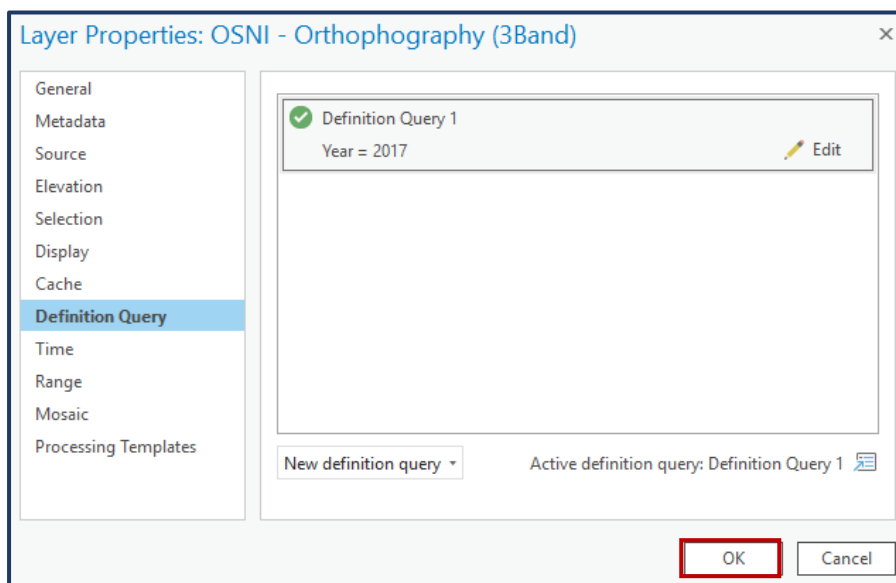 Layer Properties: OSNI - Orthophography (3Band)
General
Metadata
Source
Elevation
Selection
Display
Cache
Definition Query
Time
Range
Mosaic
Processing Templates
Definition Query 1
Year = 2017
Edit
New definition query
Active definition query: Definition Query 1
OK
Cancel